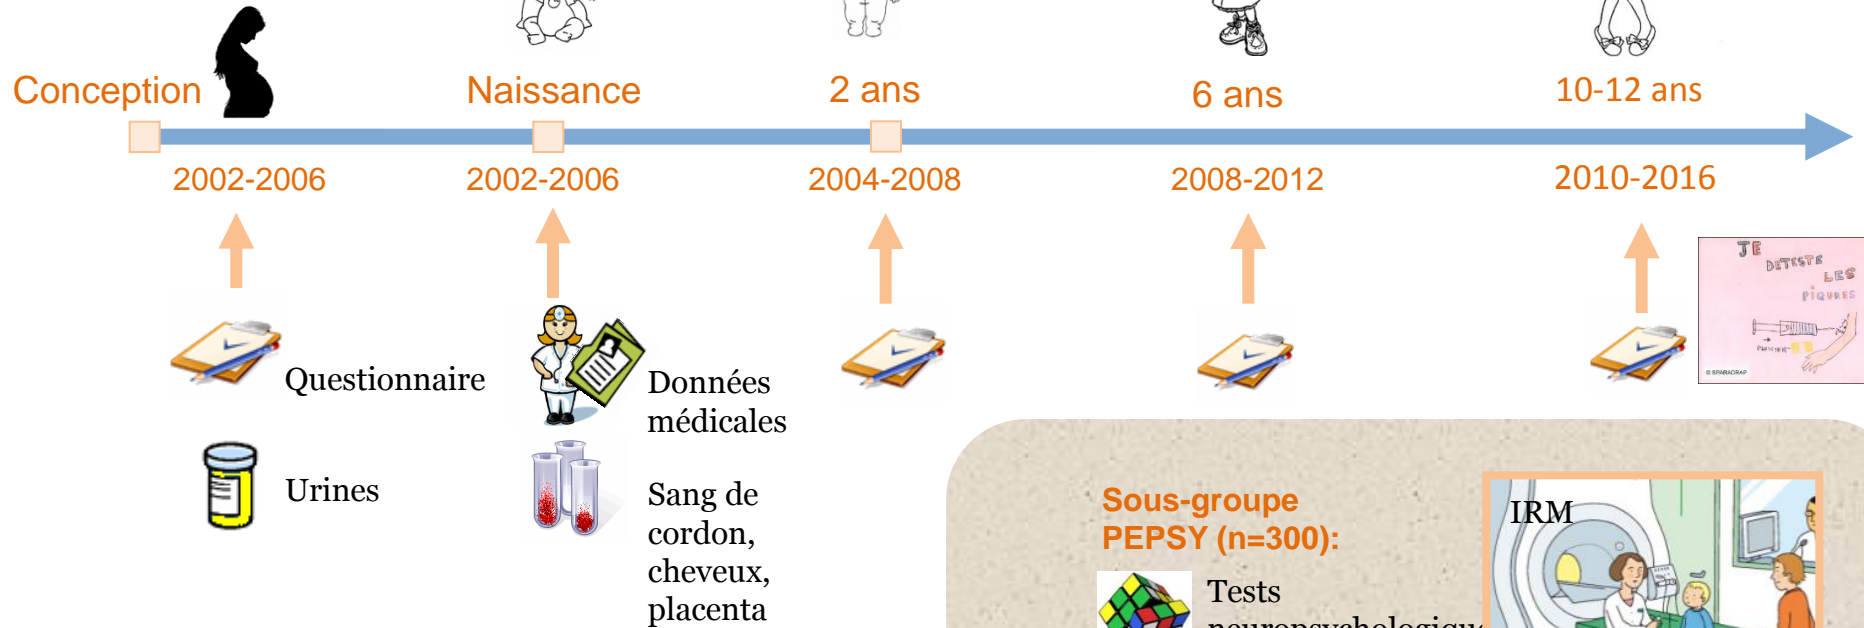 Conception
Naissance
2 ans
6 ans
10-12 ans
2002-2006
2002-2006
2004-2008
2008-2012
2010-2016
JE
DETESTE
LES
PIQURES
© SPARADRAP
Questionnaire
Données
médicales
Urines
Sang de
cordon,
cheveux,
placenta
Sous-groupe
PEPSY (n=300):
IRM
Tests